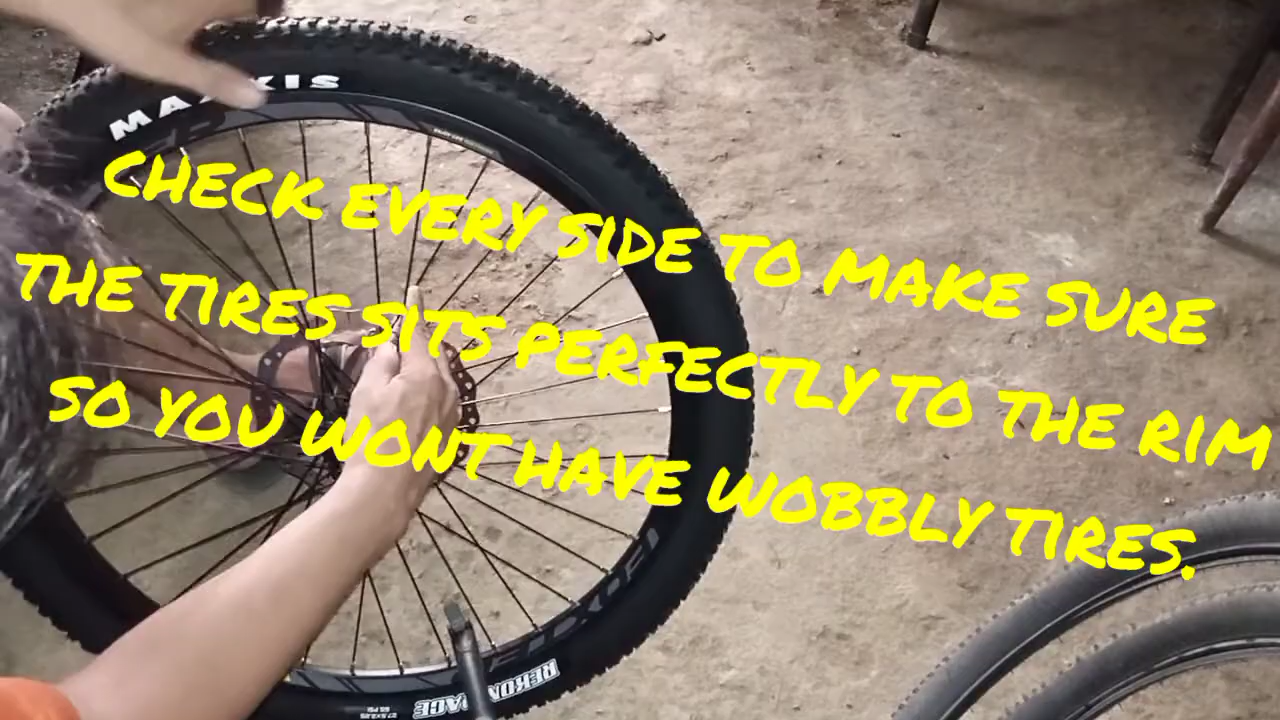 MAXXIS
CHECK EVERY SIDE TO MAKE SURE
THE TIRES SITS PERFECTLY TO THE RIM
SO YOU WONT HAVE WOBBLY TIRES.
REKON RACE